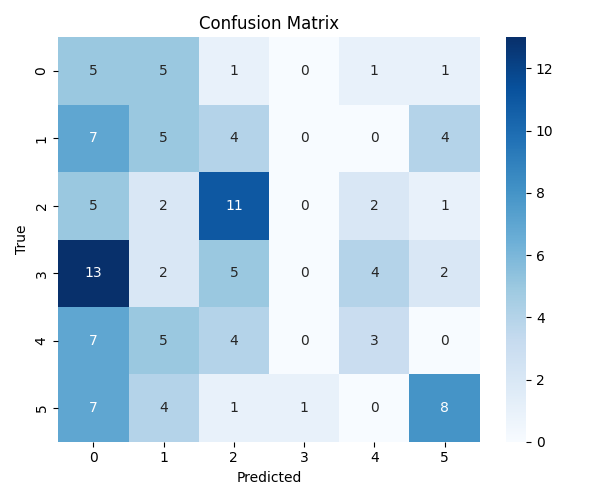 Confusion Matrix
0 5 5 1 0 1 1
1 7 5 4 0 0 4
2 5 2 11 0 2 1
3 13 2 5 0 4 2
4 7 5 4 0 3 0
5 7 4 1 1 0 8
0 1 2 3 4 5
True
Predicted
12
10
8
6
4
2
0